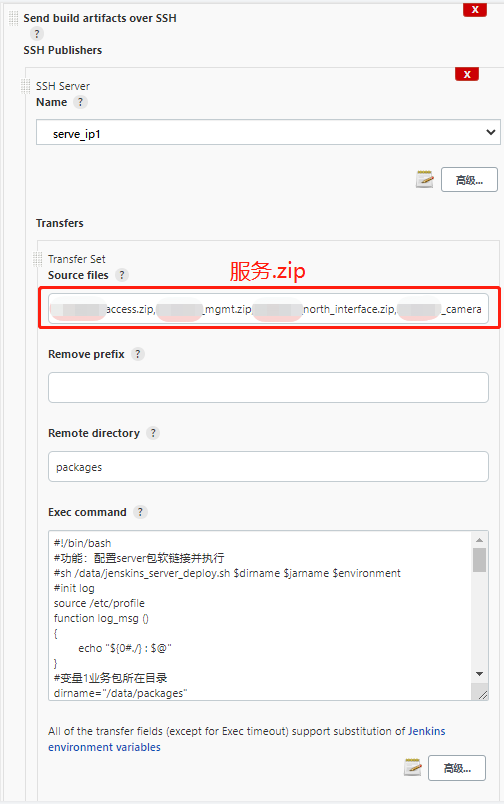 Send build artifacts over SSH
?
X
SSH Publishers
X
SSH Server
Name ?
serve_ip1
高级...
Transfers
Transfer Set
Source files ?
服务.zip
access.zip, _mgmt.zip, north_interface.zip, _camera
Remove prefix ?
Remote directory ?
packages
Exec command ?
#!/bin/bash
#功能：配置server包软链接并执行
#sh /data/jenskins_server_deploy.sh $dirname $jarname $environment
#init log
source /etc/profile
function log_msg ()
{
echo "${0#./} : $@"
}
#变量1业务包所在目录
dirname="/data/packages"
All of the transfer fields (except for Exec timeout) support substitution of Jenkins
environment variables
高级...